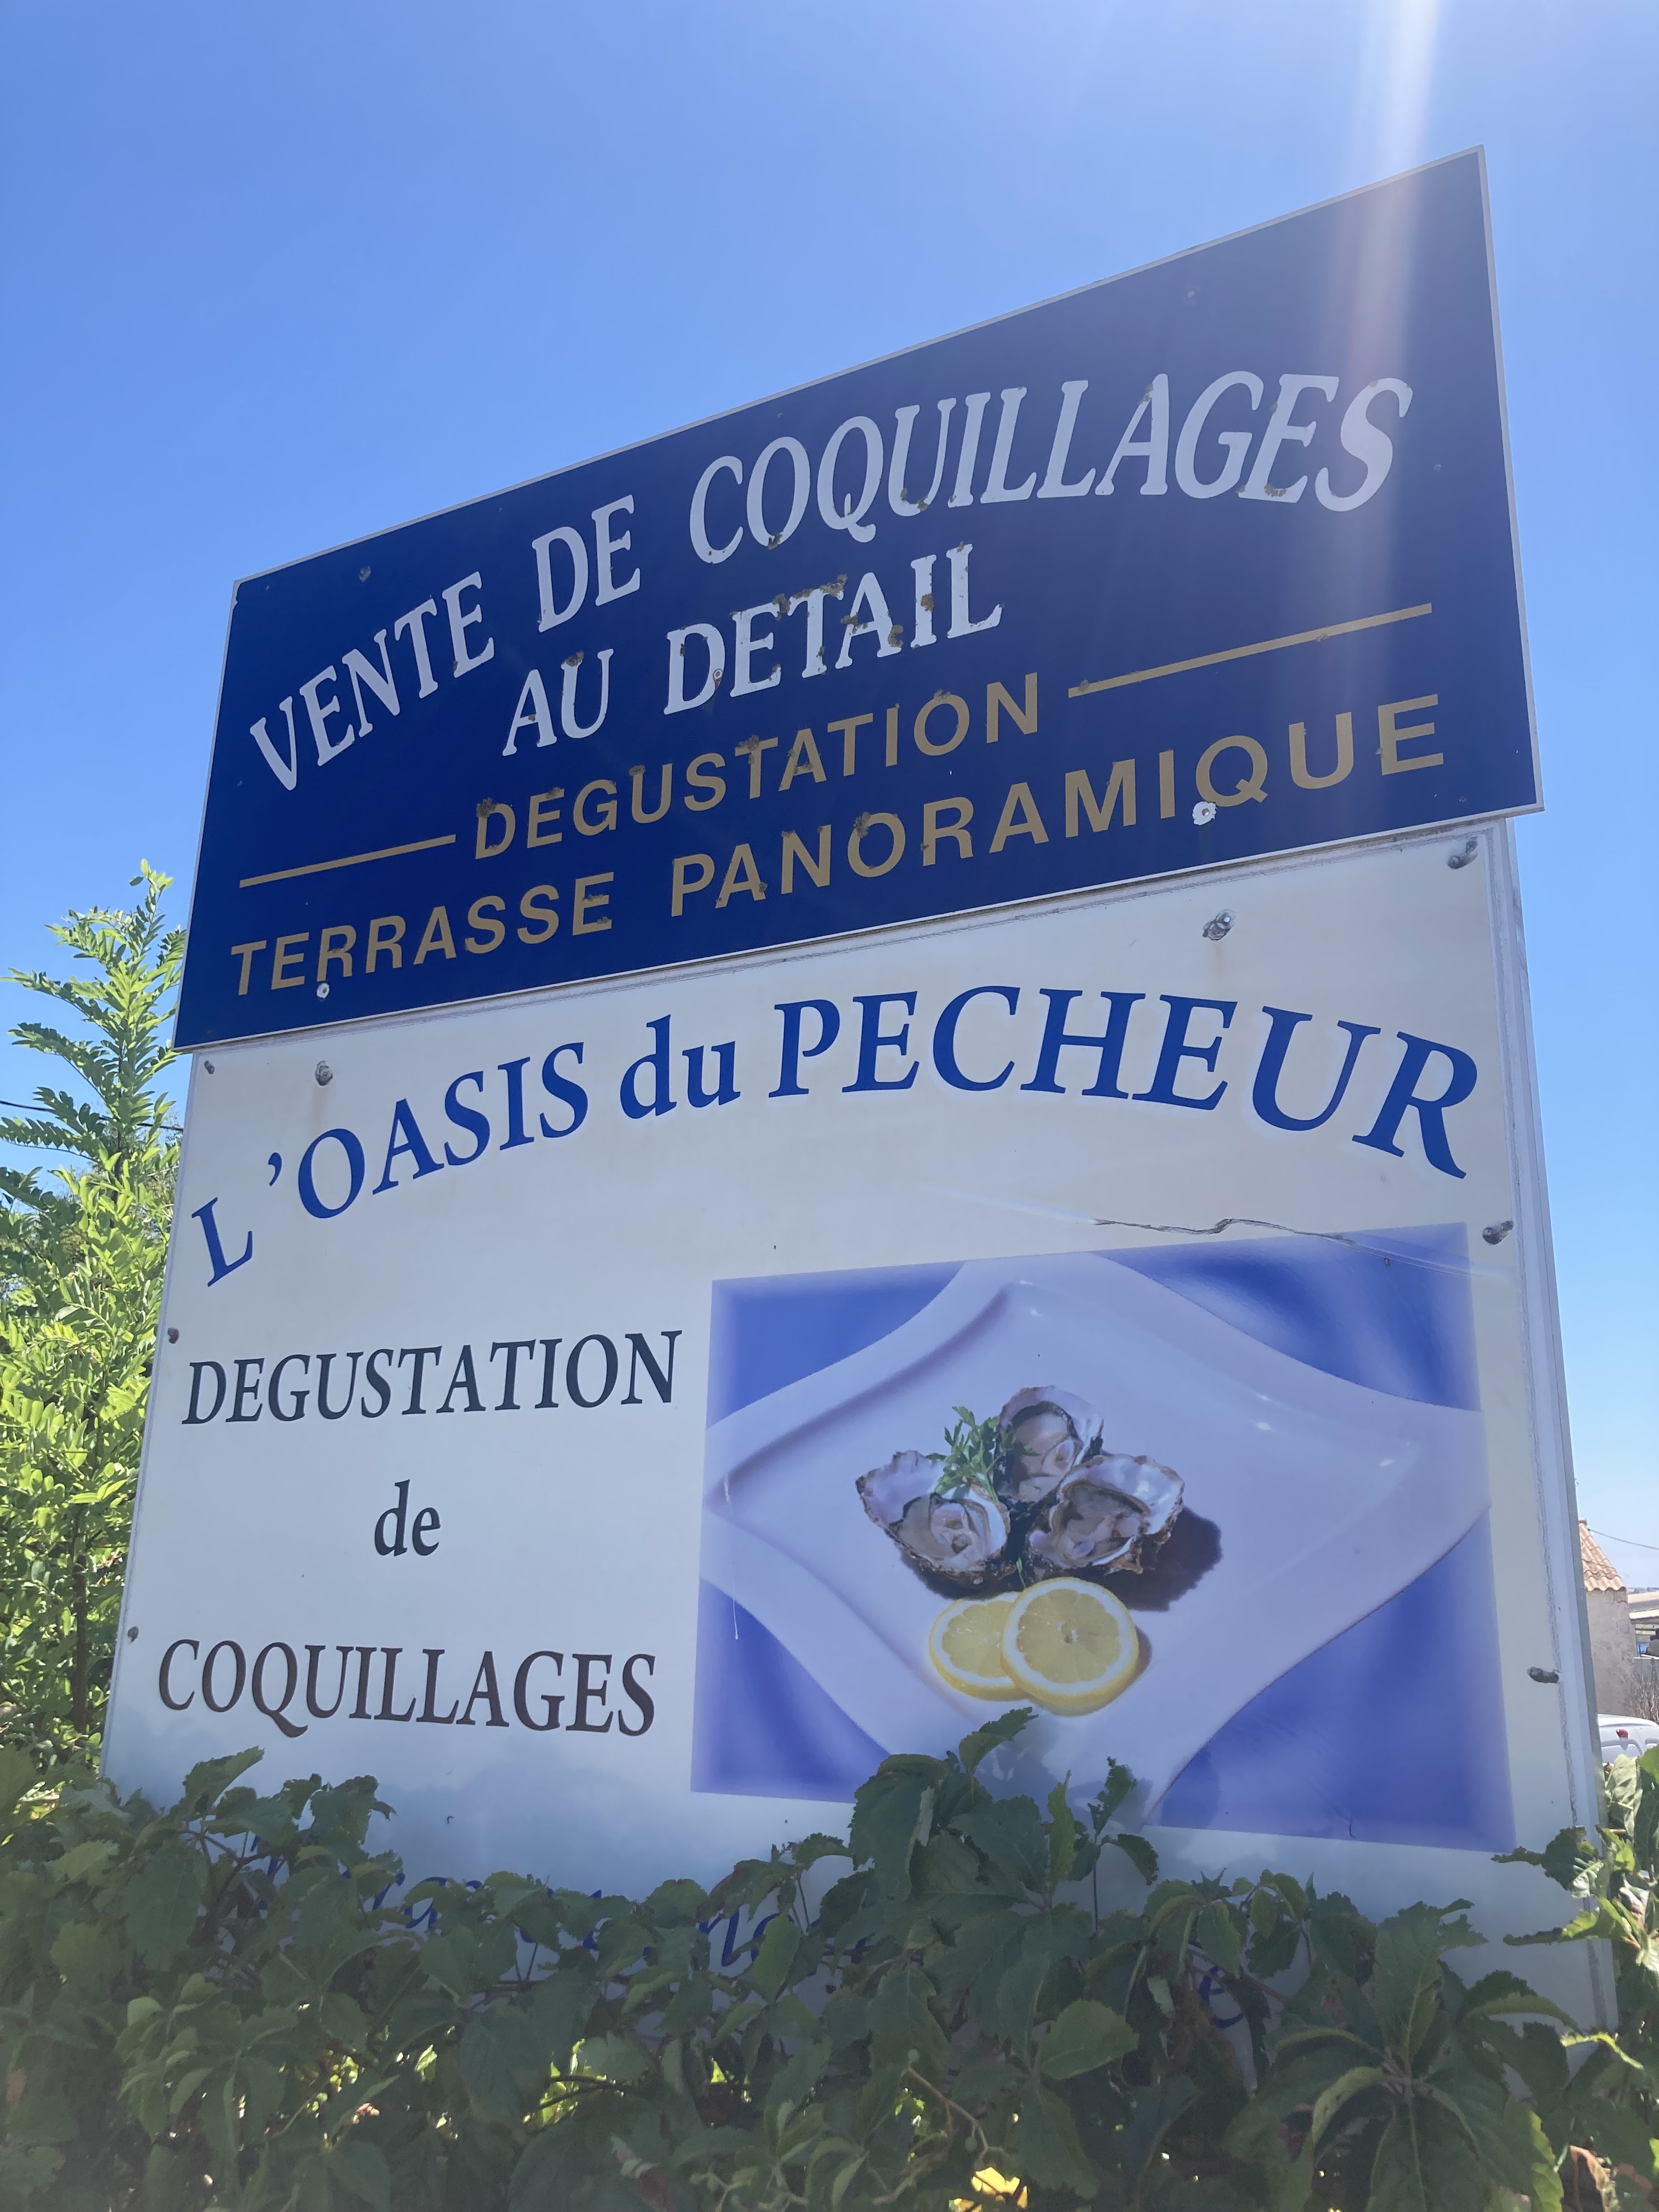 VENTE DE COQUILLAGES
AU DETAIL
DEGUSTATION
TERRASSE PANORAMIQUE
L'OASIS du PECHEUR
DEGUSTATION
de
COQUILLAGES